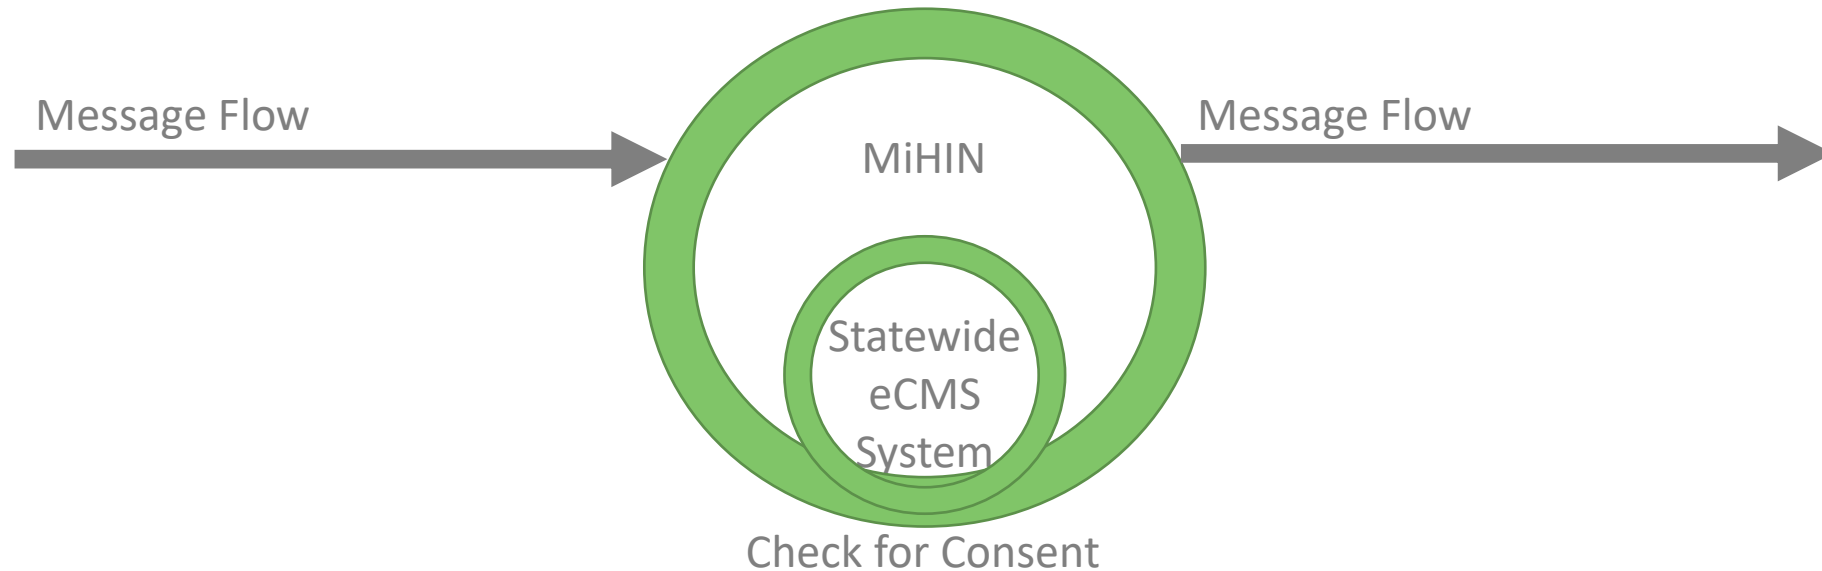 Message Flow
Message Flow
MiHIN
Statewide
eCMS
System
Check for Consent